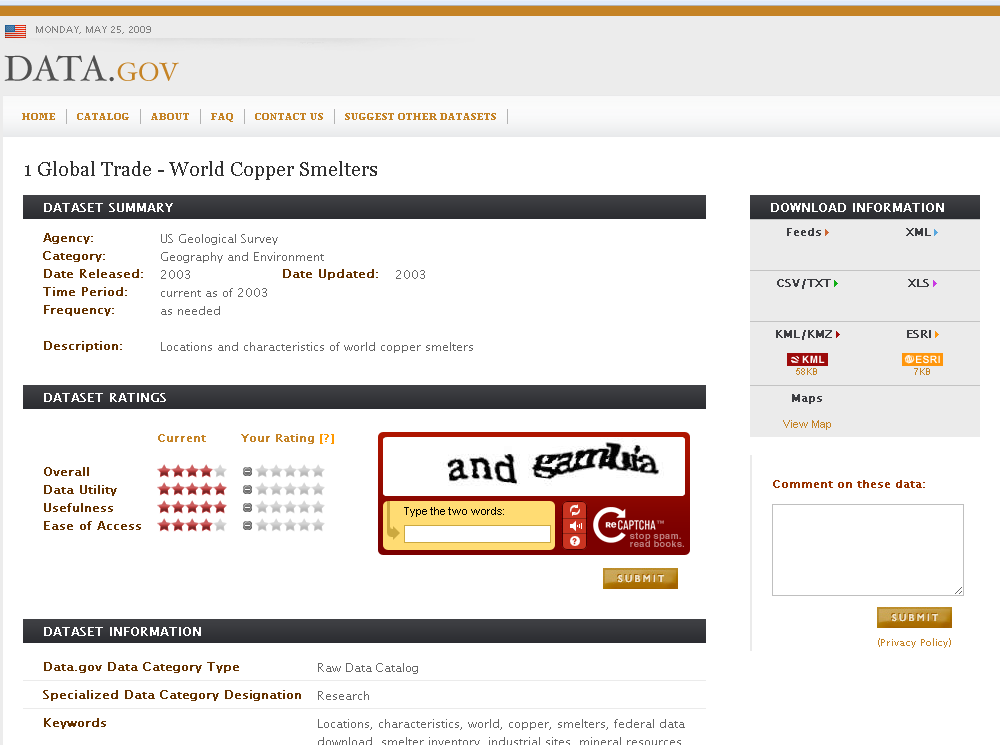 MONDAY, MAY 25, 2009
DATA.GOV
HOME CATALOG ABOUT FAQ CONTACT US SUGGEST OTHER DATASETS
1 Global Trade - World Copper Smelters
DATASET SUMMARY
Agency: US Geological Survey
Category: Geography and Environment
Date Released: 2003 Date Updated: 2003
Time Period: current as of 2003
Frequency: as needed
Description: Locations and characteristics of world copper smelters
DATASET RATINGS
Current Your Rating [?]
Overall
Data Utility
Usefulness
Ease of Access
and gambia
Type the two words:
reCAPTCHA™
stop spam.
read books.
SUBMIT
DATASET INFORMATION
Data.gov Data Category Type Raw Data Catalog
Specialized Data Category Designation Research
Keywords Locations, characteristics, world, copper, smelters, federal data
download, smelter inventory, industrial sites, mineral resources,
DOWNLOAD INFORMATION
Feeds XML
CSV/TXT XLS
KML/KMZ ESRI
KML ESRI
58KB 7KB
Maps
View Map
Comment on these data:
SUBMIT
(Privacy Policy)